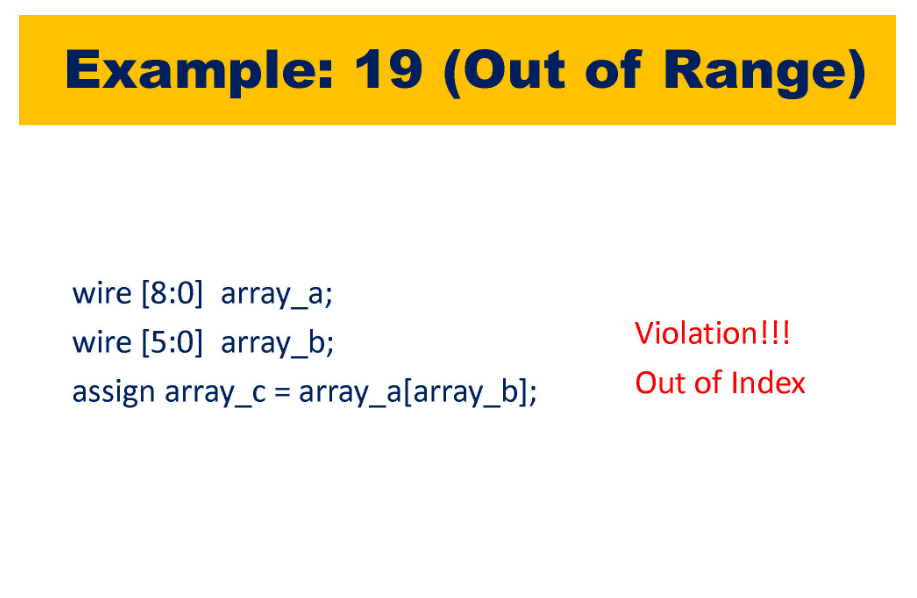 Example: 19 (Out of Range)
wire [8:0] array_a;
wire [5:0] array_b;
assign array_c = array_a[array_b];
Violation!!!
Out of Index